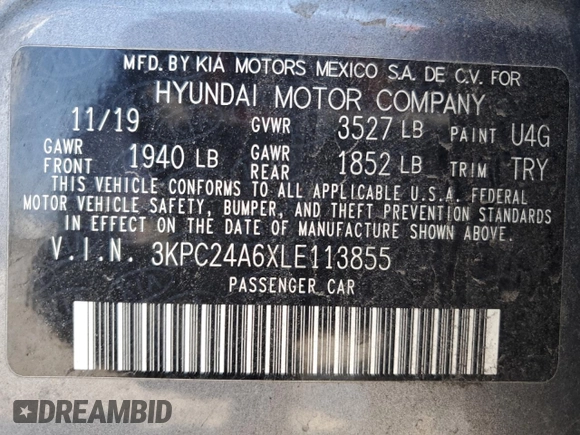 MFD. BY KIA MOTORS MEXICO S.A. DE C.V. FOR
HYUNDAI MOTOR COMPANY
11/19 GVWR 3527 LB PAINT U4G
GAWR FRONT 1940 LB GAWR REAR 1852 LB TRIM TRY
THIS VEHICLE CONFORMS TO ALL APPLICABLE U.S.A. FEDERAL
MOTOR VEHICLE SAFETY, BUMPER, AND THEFT PREVENTION STANDARDS
IN EFFECT ON THE DATE OF MANUFACTURE SHOWN ABOVE
V.I.N. 3KPC24A6XLE113855
PASSENGER CAR
DREAMBID